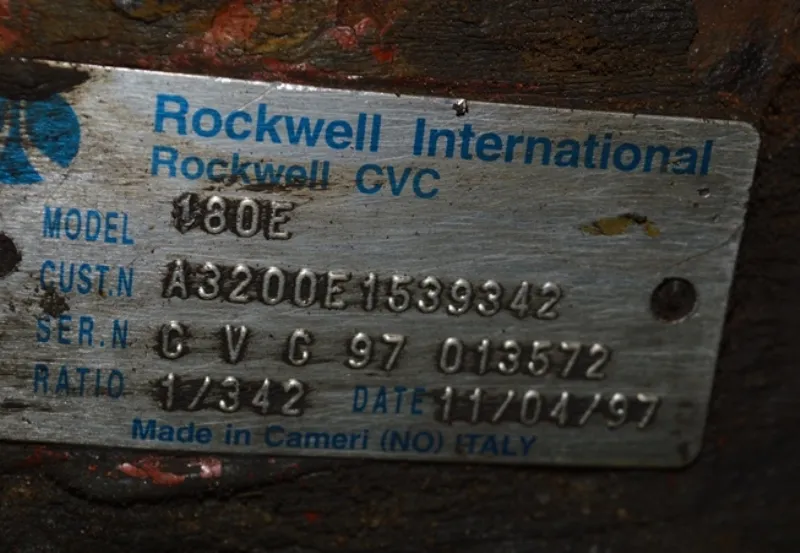 Rockwell International
Rockwell CVC
MODEL 180E
CUST.N A3200E1539342
SER.N C V C 97 013572
RATIO 1/342 DATE 11/04/97
Made in Cameri (NO) ITALY